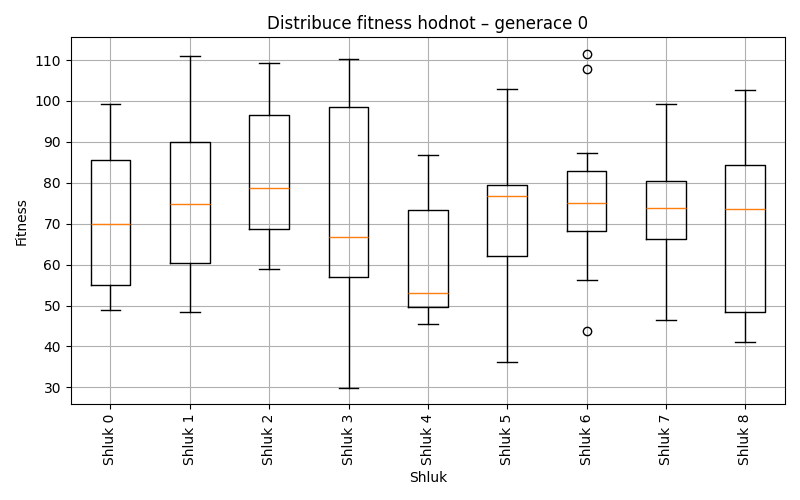 Distribuce fitness hodnot – generace 0
Fitness
110
100
90
80
70
60
50
40
30
Shluk 0
Shluk 1
Shluk 2
Shluk 3
Shluk 4
Shluk 5
Shluk 6
Shluk 7
Shluk 8
Shluk